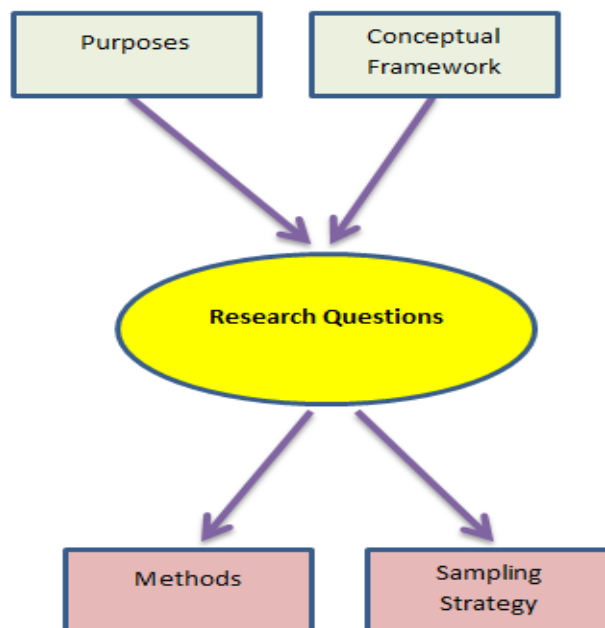 Purposes
Conceptual
Framework
Research Questions
Methods
Sampling
Strategy